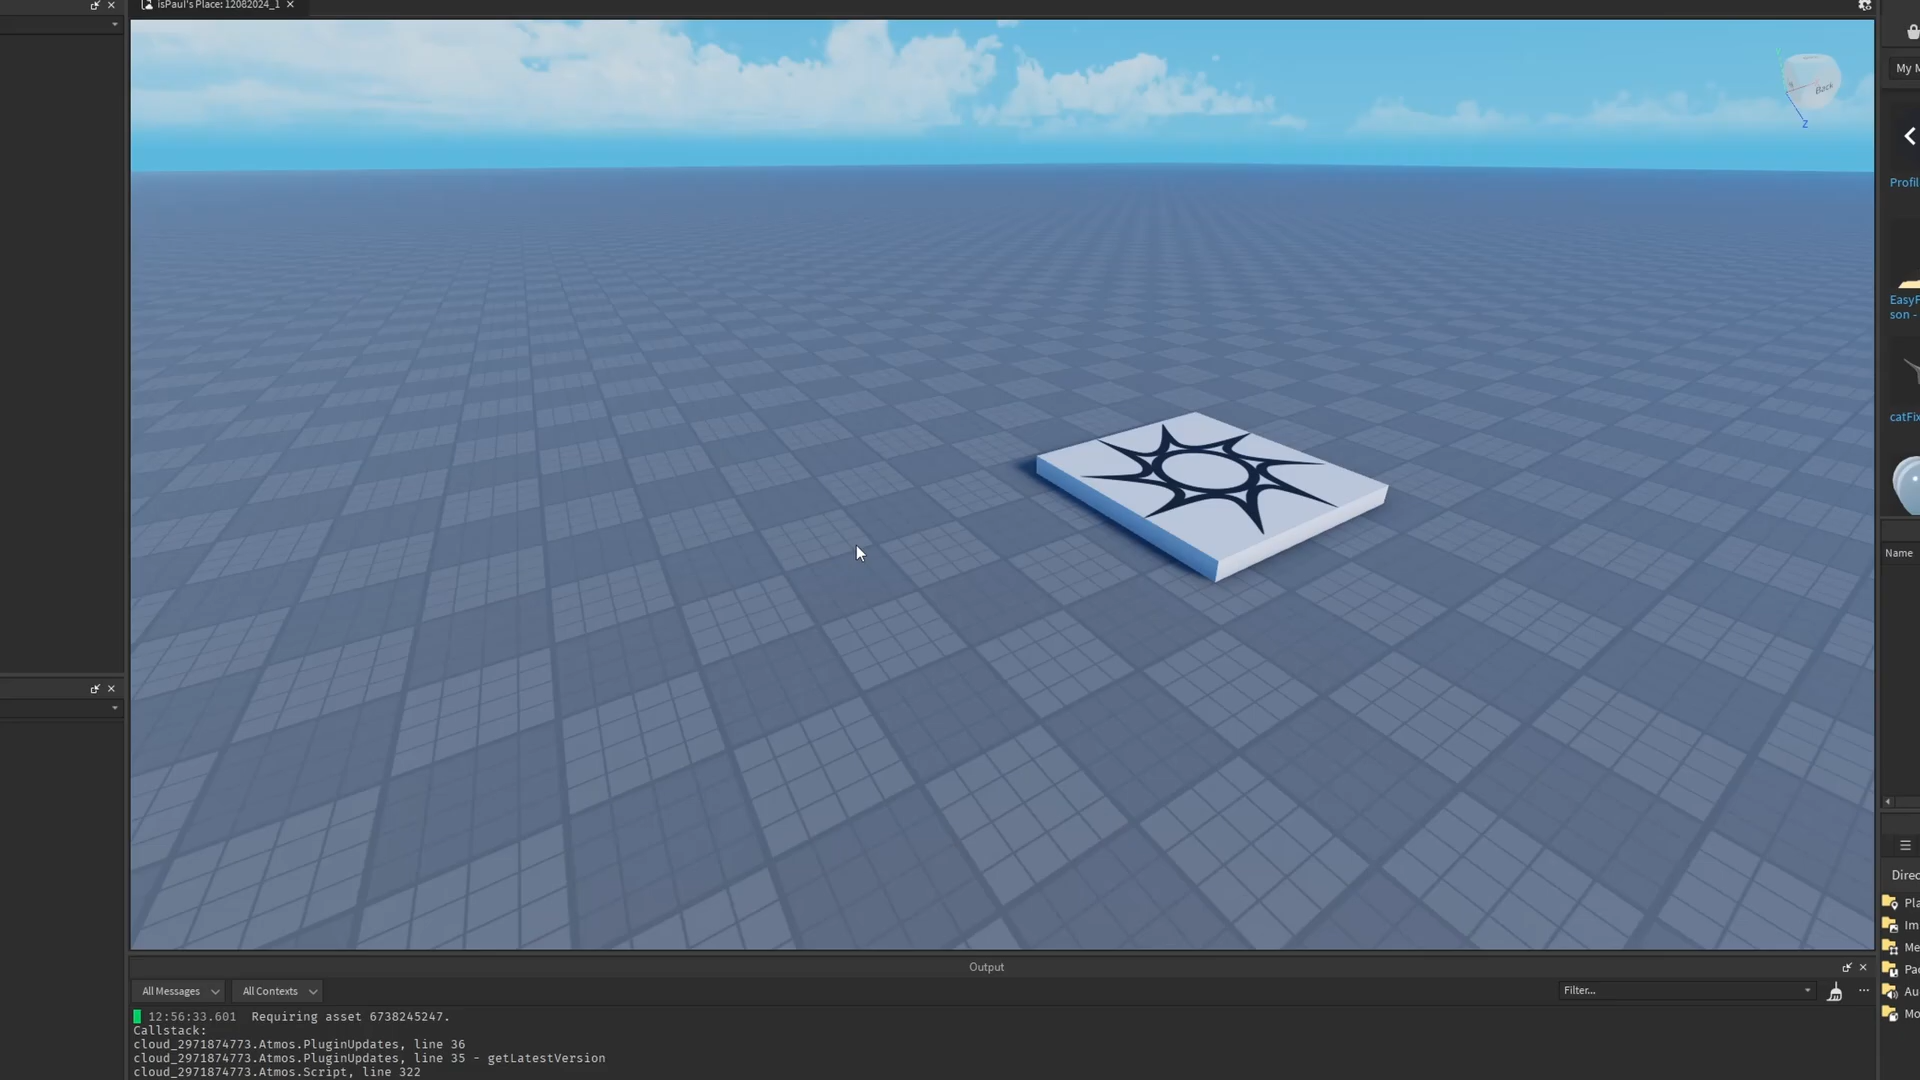 isPaul's Place: 12082024_1
Back
Z
My M
Profil
EasyF
son -
catFix
Name
Direc
Pla
Im
Me
Pac
Au
Mo
Output
All Messages
All Contexts
Filter...
12:56:33.601 Requiring asset 6738245247.
Callstack:
cloud_2971874773.Atmos.PluginUpdates, line 36
cloud_2971874773.Atmos.PluginUpdates, line 35 - getLatestVersion
cloud_2971874773.Atmos.Script, line 322